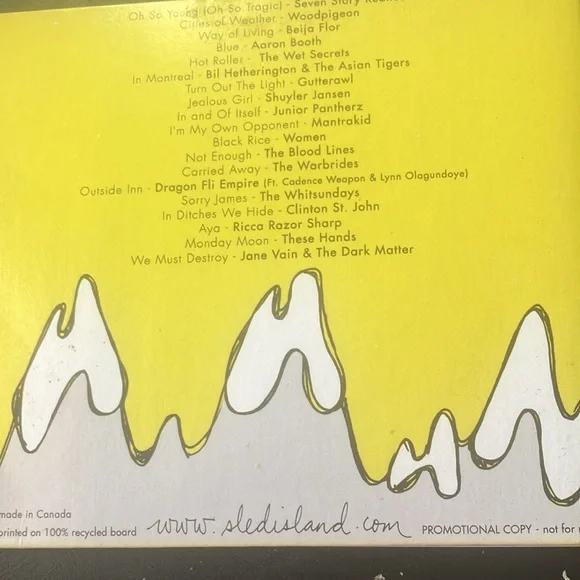 Oh So Young (Oh So Tragic) - Seven Story
Cities of Weather - Woodpigeon
Way of Living - Beija Flor
Blue - Aaron Booth
Hot Roller - The Wet Secrets
In Montreal - Bil Hetherington & The Asian Tigers
Turn Out The Light - Gutterawl
Jealous Girl - Shuyler Jansen
In and Of Itself - Junior Pantherz
I'm My Own Opponent - Mantrakid
Black Rice - Women
Not Enough - The Blood Lines
Carried Away - The Warbrides
Outside Inn - Dragon Fli Empire (Ft. Cadence Weapon & Lynn Olagundoye)
Sorry James - The Whitsundays
In Ditches We Hide - Clinton St. John
Aya - Ricca Razor Sharp
Monday Moon - These Hands
We Must Destroy - Jane Vain & The Dark Matter
made in Canada
printed on 100% recycled board
www.sledisland.com
PROMOTIONAL COPY - not for